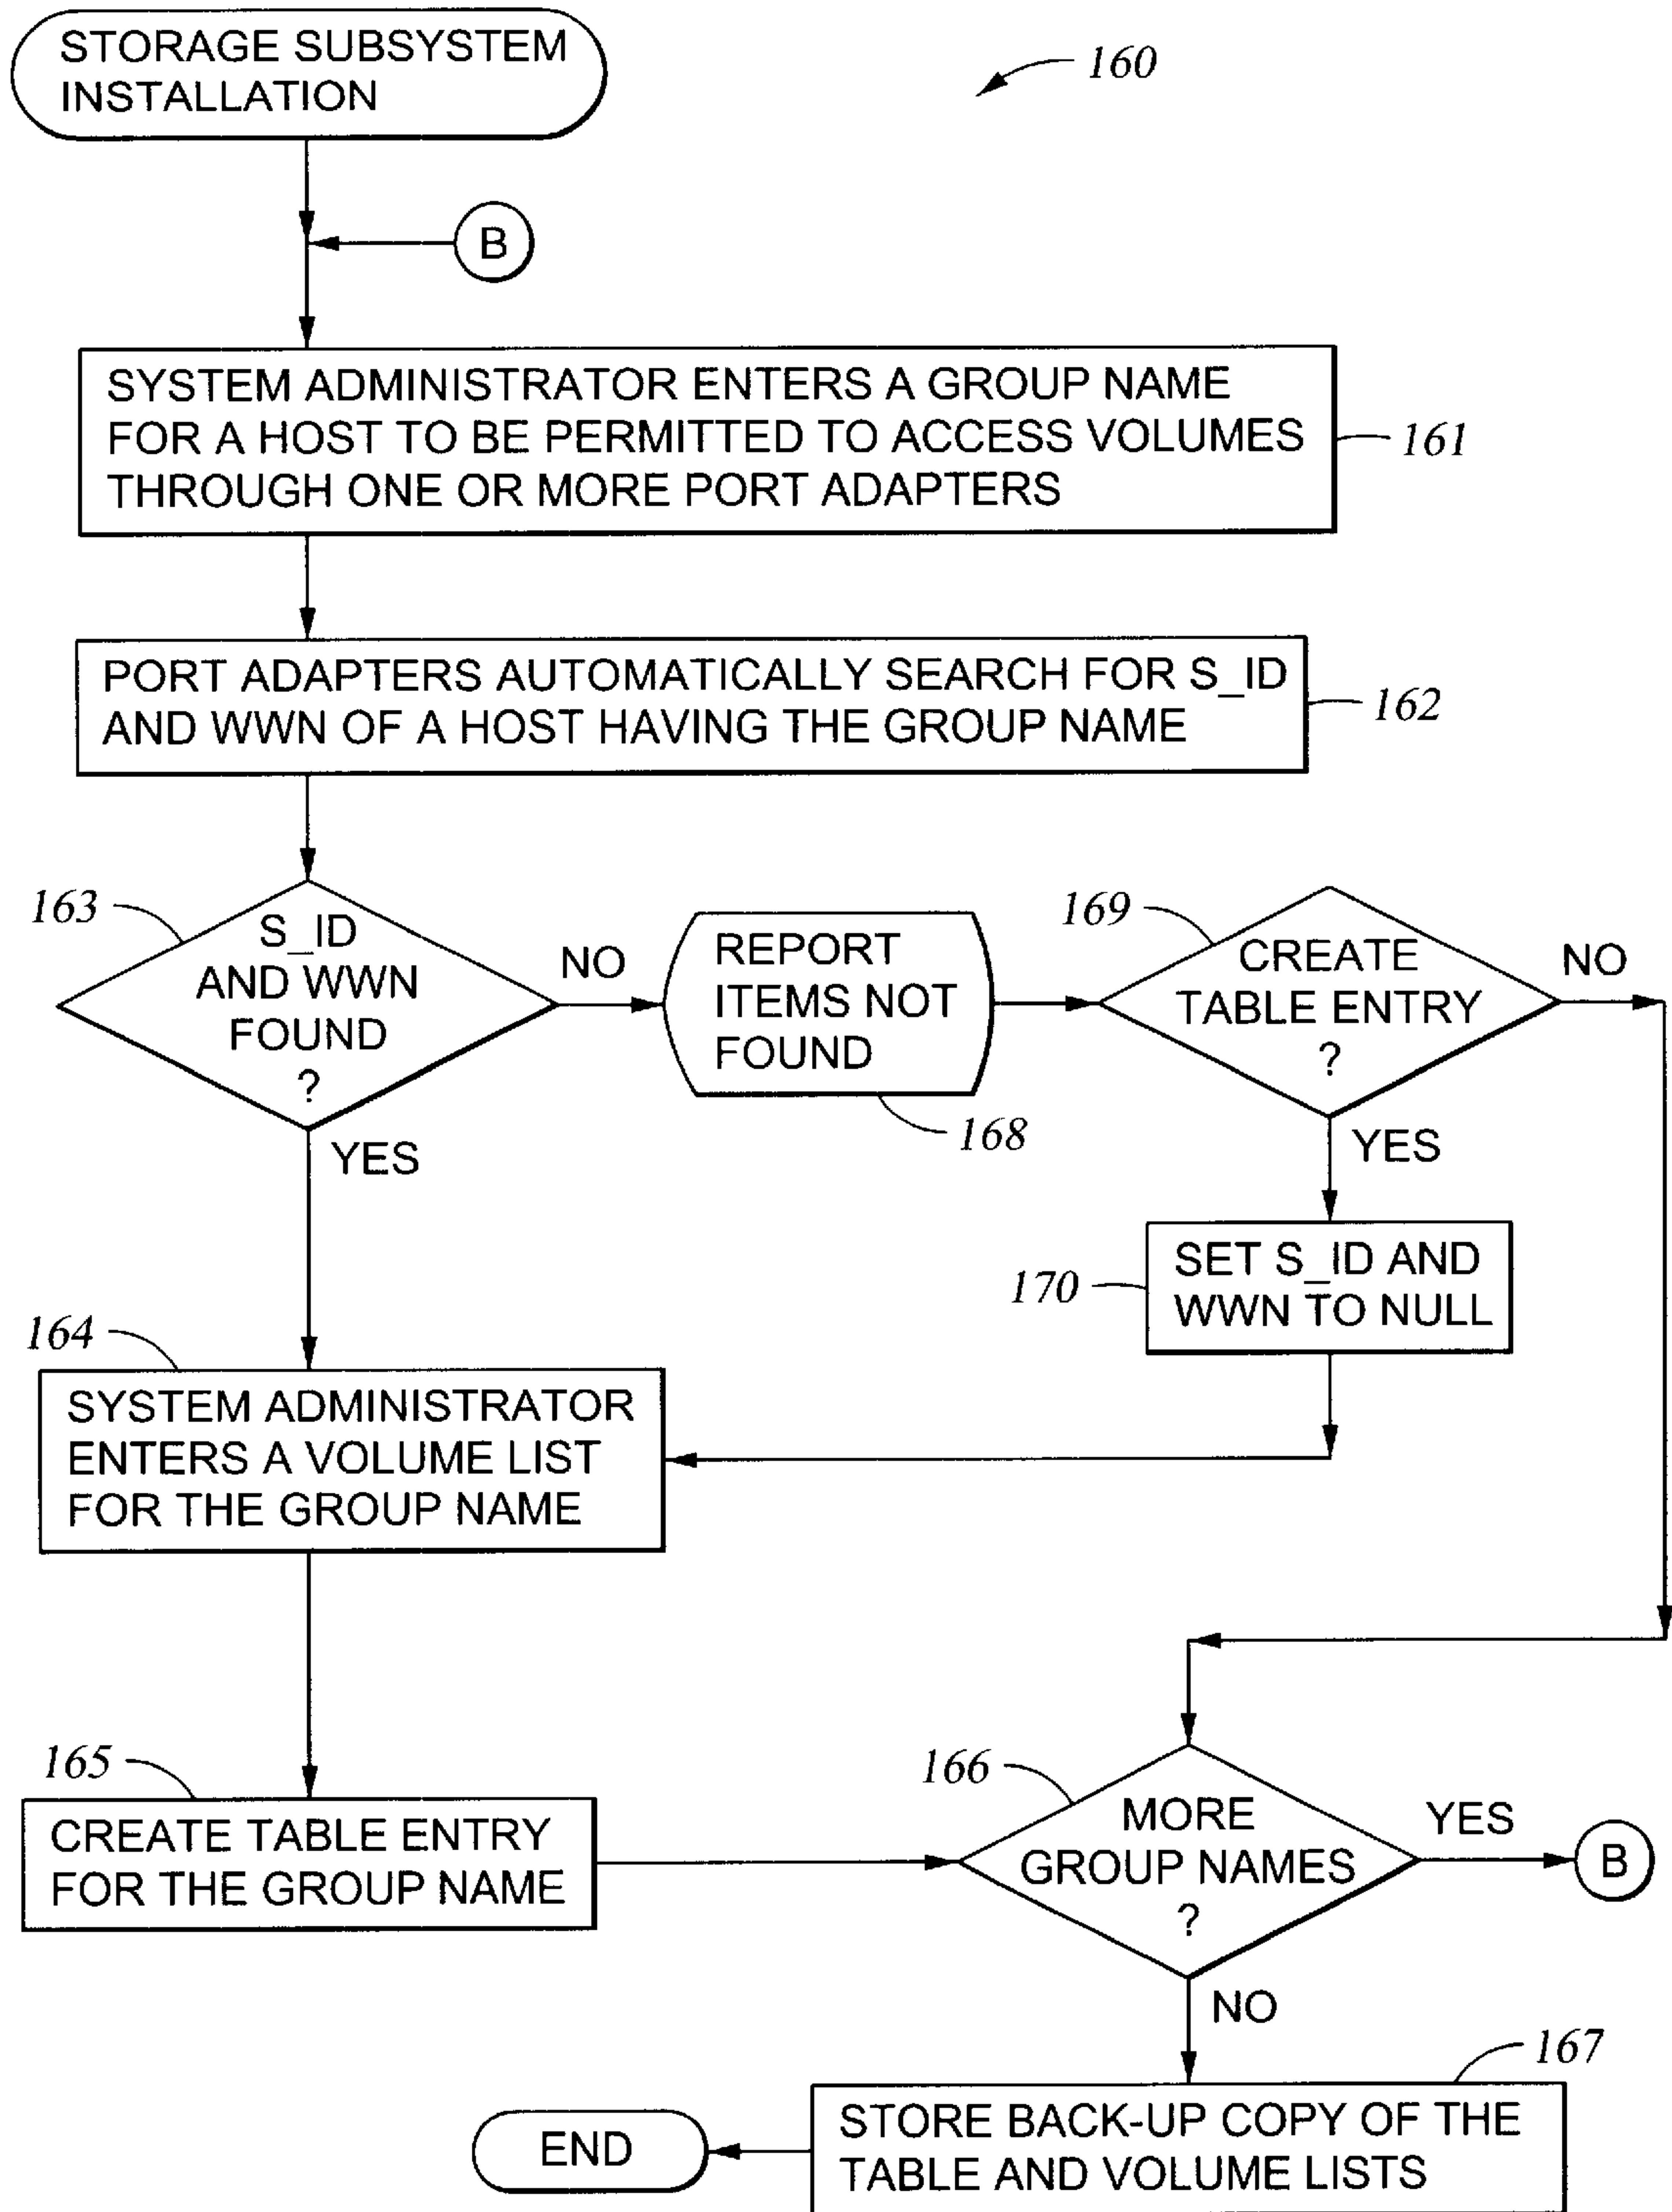 STORAGE SUBSYSTEM
INSTALLATION
160
B
SYSTEM ADMINISTRATOR ENTERS A GROUP NAME
FOR A HOST TO BE PERMITTED TO ACCESS VOLUMES
THROUGH ONE OR MORE PORT ADAPTERS
161
PORT ADAPTERS AUTOMATICALLY SEARCH FOR S_ID
AND WWN OF A HOST HAVING THE GROUP NAME
162
163
S_ID
AND WWN
FOUND
?
NO
YES
REPORT
ITEMS NOT
FOUND
168
169
CREATE
TABLE ENTRY
?
NO
YES
SET S_ID AND
WWN TO NULL
170
164
SYSTEM ADMINISTRATOR
ENTERS A VOLUME LIST
FOR THE GROUP NAME
165
CREATE TABLE ENTRY
FOR THE GROUP NAME
166
MORE
GROUP NAMES
?
YES
B
NO
167
STORE BACK-UP COPY OF THE
TABLE AND VOLUME LISTS
END